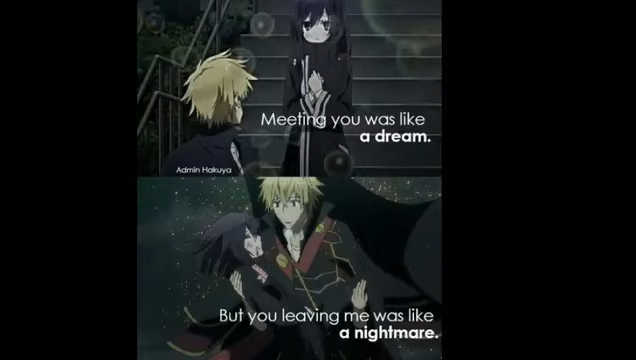 Meeting you was like
a dream.
Admin Hakuya
But you leaving me was like
a nightmare.